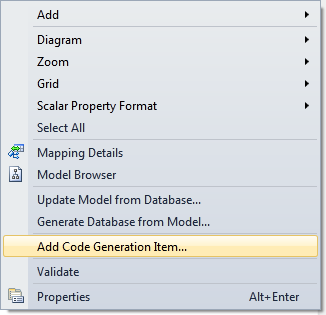 Add
Diagram
Zoom
Grid
Scalar Property Format
Select All
Mapping Details
Model Browser
Update Model from Database...
Generate Database from Model...
Add Code Generation Item...
Validate
Properties Alt+Enter